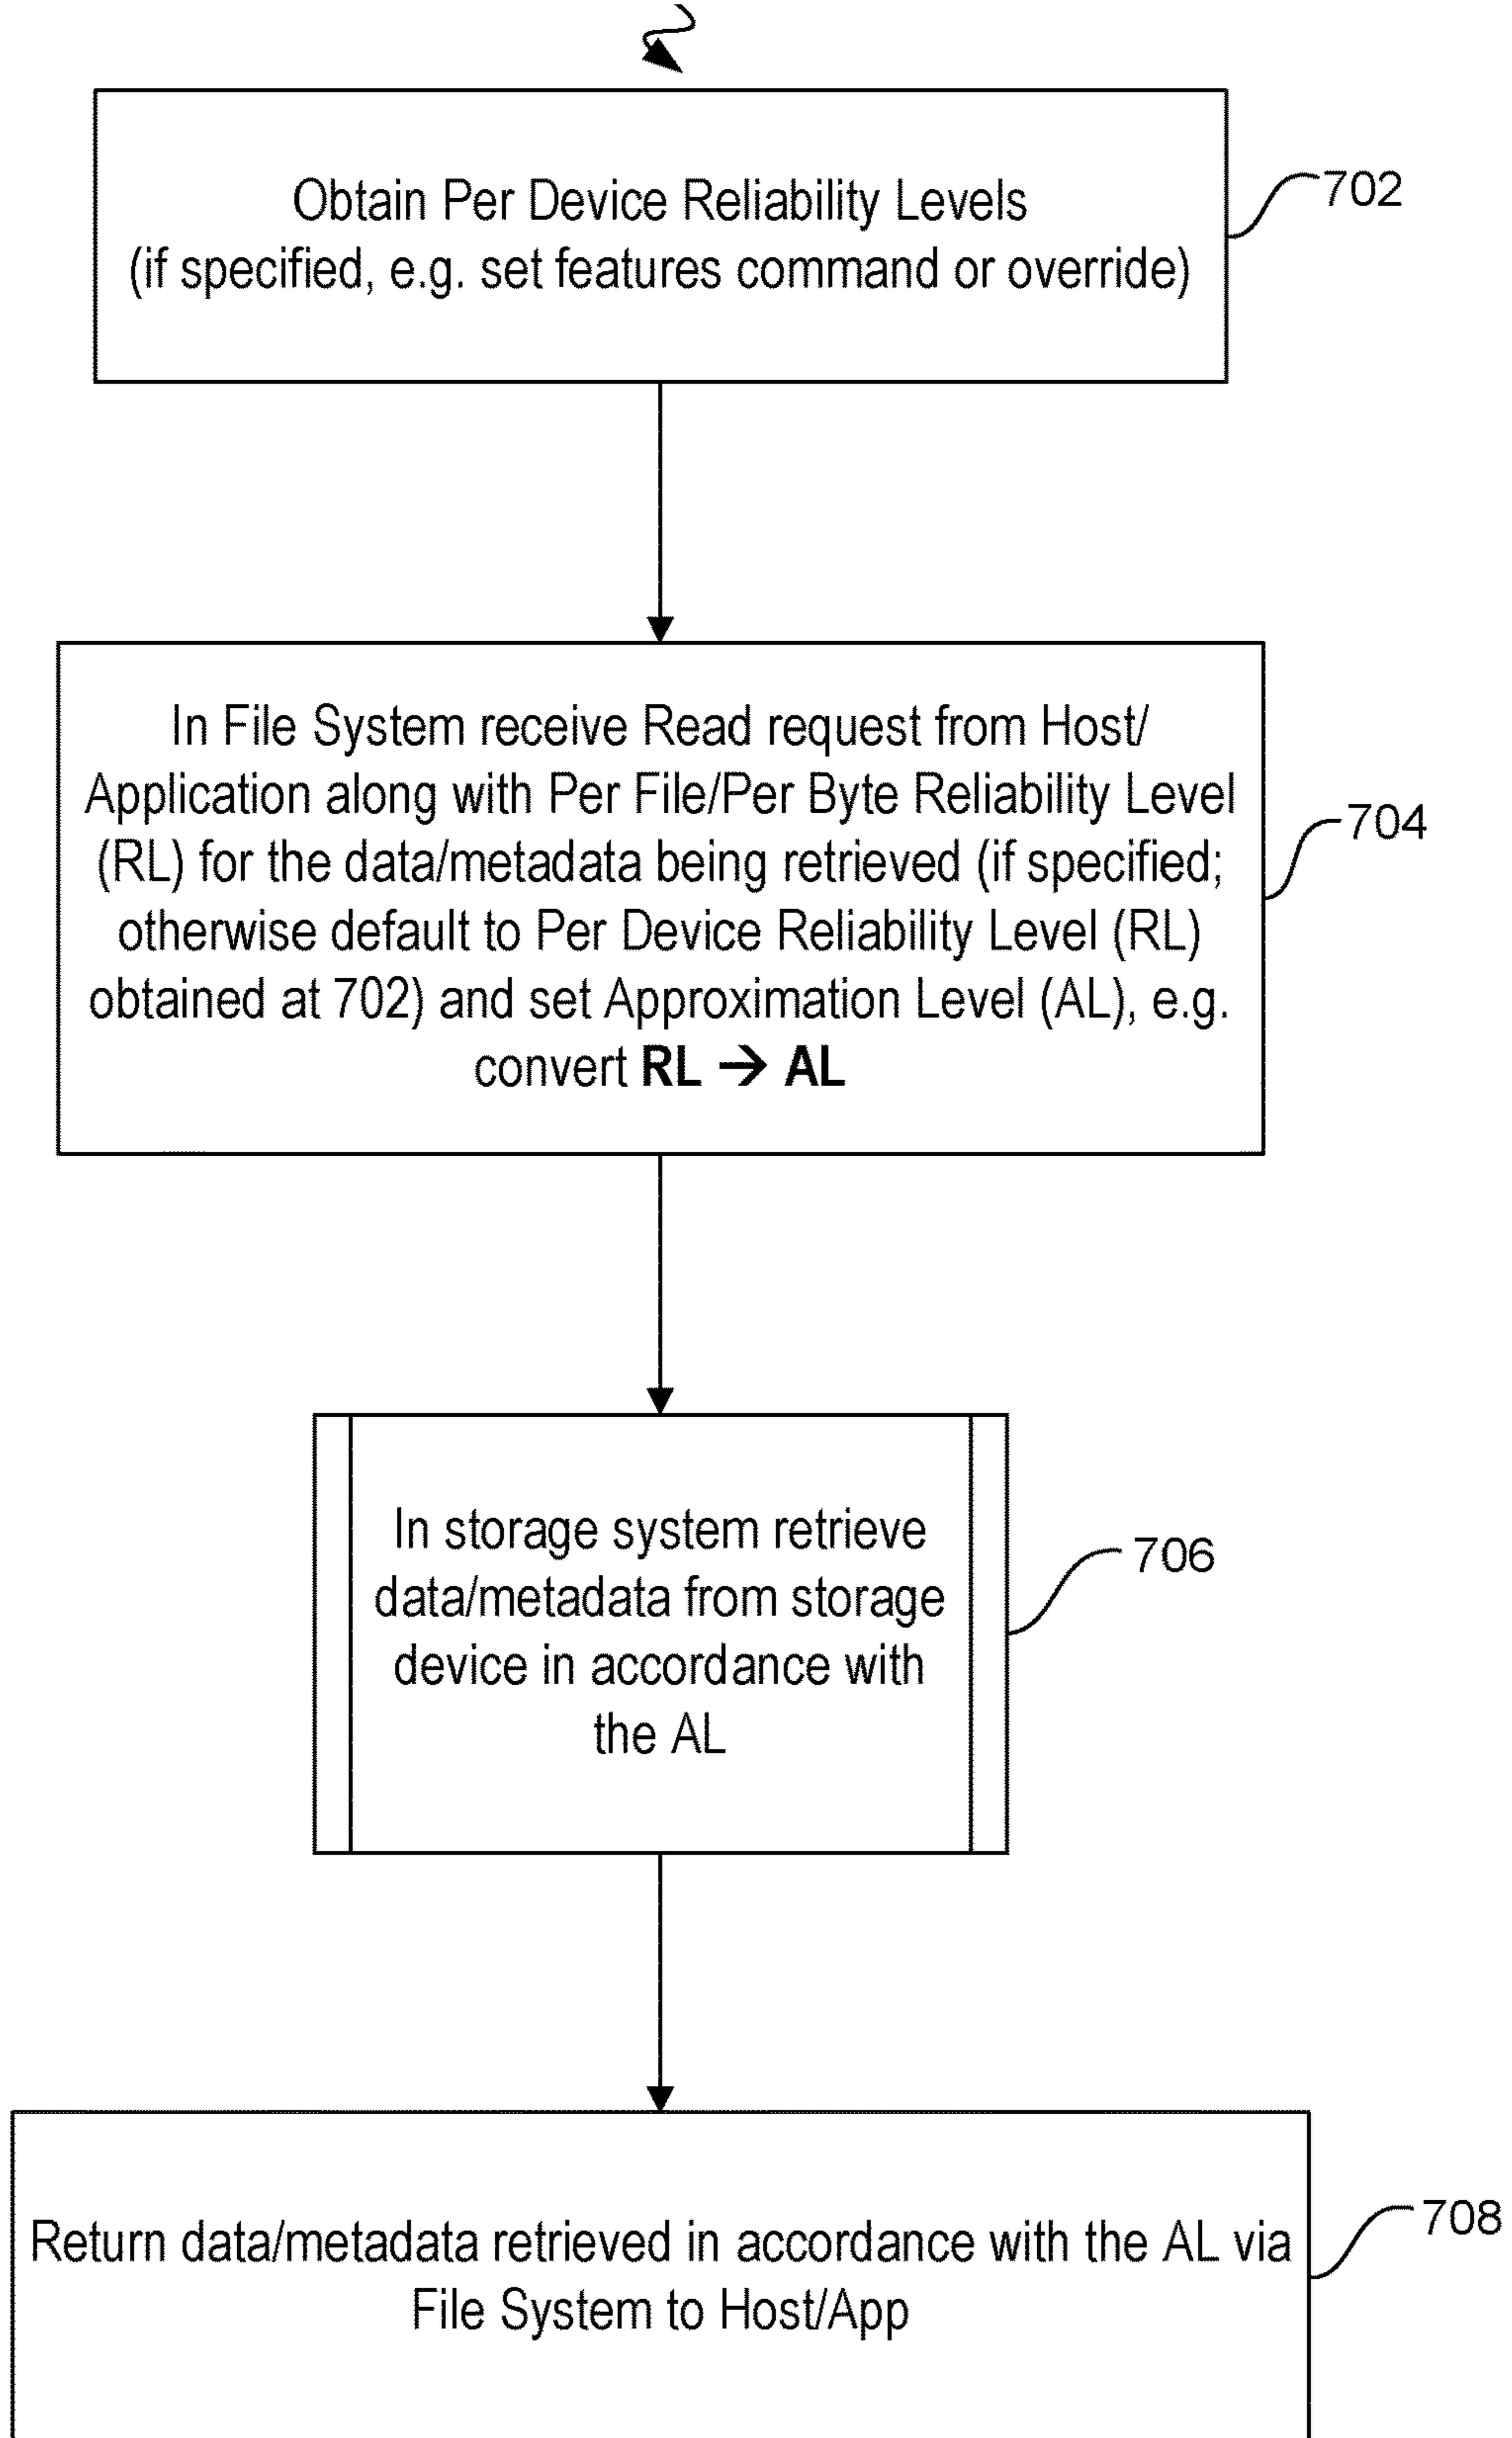 Obtain Per Device Reliability Levels
(if specified, e.g. set features command or override)
702
In File System receive Read request from Host/
Application along with Per File/Per Byte Reliability Level
(RL) for the data/metadata being retrieved (if specified;
otherwise default to Per Device Reliability Level (RL)
obtained at 702) and set Approximation Level (AL), e.g.
convert RL → AL
704
In storage system retrieve
data/metadata from storage
device in accordance with
the AL
706
Return data/metadata retrieved in accordance with the AL via
File System to Host/App
708